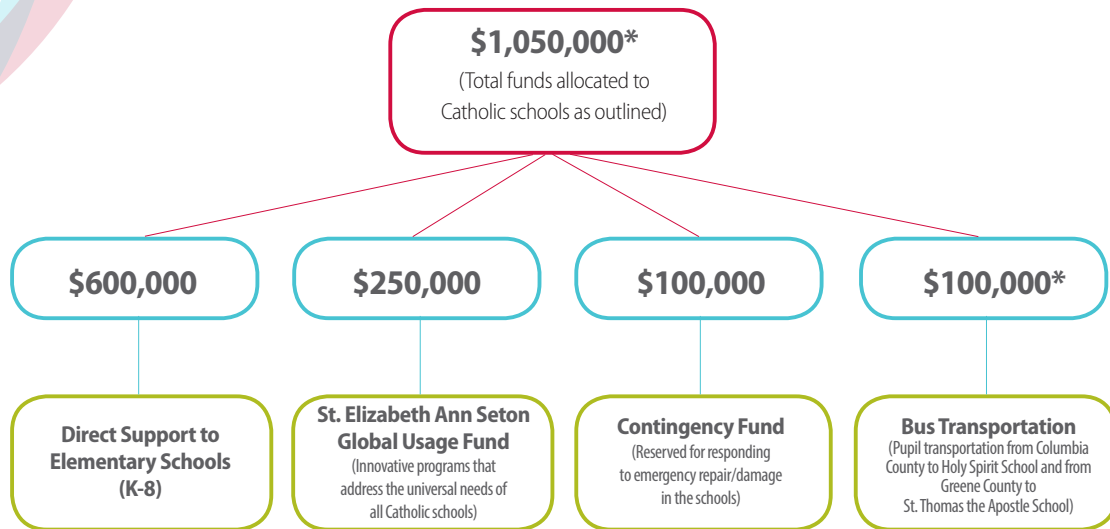 $1,050,000*
(Total funds allocated to
Catholic schools as outlined)
$600,000
$250,000
$100,000
$100,000*
Direct Support to
Elementary Schools
(K-8)
St. Elizabeth Ann Seton
Global Usage Fund
(Innovative programs that
address the universal needs of
all Catholic schools)
Contingency Fund
(Reserved for responding
to emergency repair/damage
in the schools)
Bus Transportation
(Pupil transportation from Columbia
County to Holy Spirit School and from
Greene County to
St. Thomas the Apostle School)